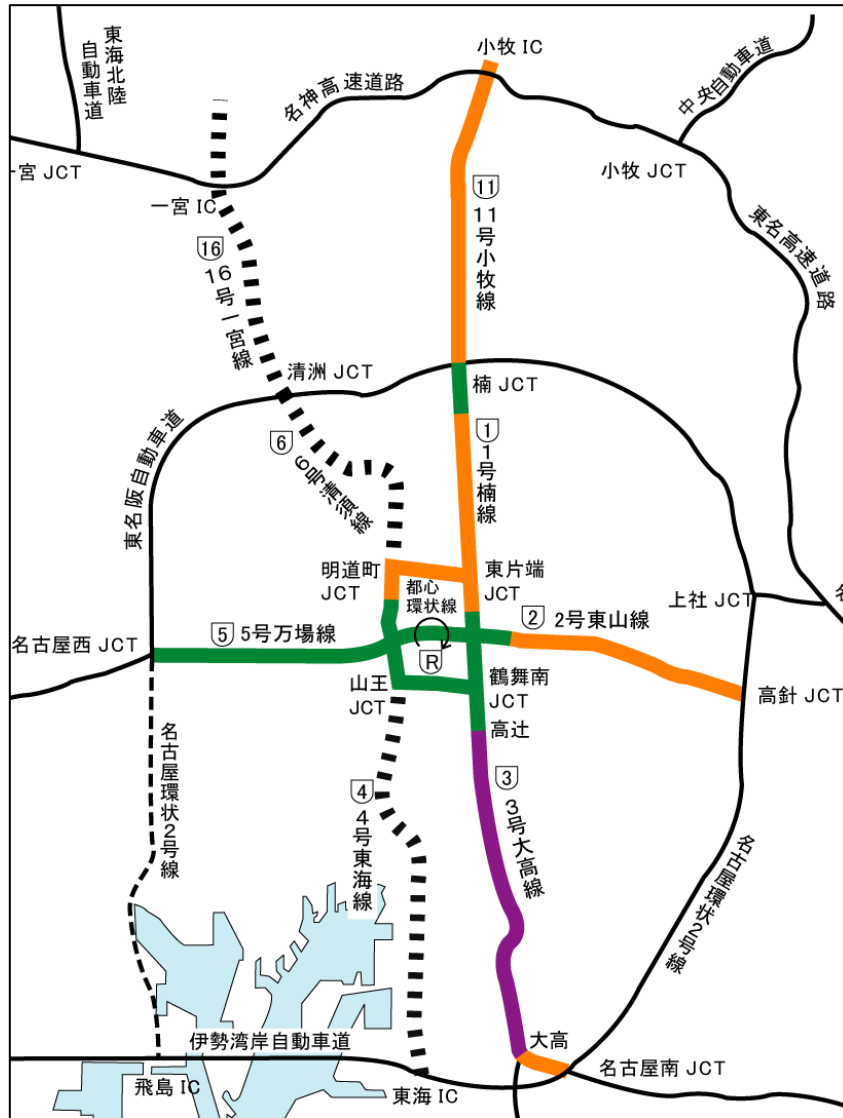 東海北陸
自動車道
小牧 IC
名神高速道路
中央自動車道
宮 JCT
小牧 JCT
一宮 IC
11
11号小牧線
東名高速道路
16
16号一宮線
清洲 JCT
楠 JCT
東名阪自動車道
6
6号清須線
1
1号楠線
明道町
JCT
都心
環状線
東片端
JCT
上社 JCT
名古屋西 JCT
5
5号万場線
R
2
2号東山線
山王
JCT
鶴舞南
JCT
高針 JCT
高辻
名古屋環状2号線
4
4号東海線
3
3号大高線
名古屋環状2号線
伊勢湾岸自動車道
大高
飛島 IC
東海 IC
名古屋南 JCT